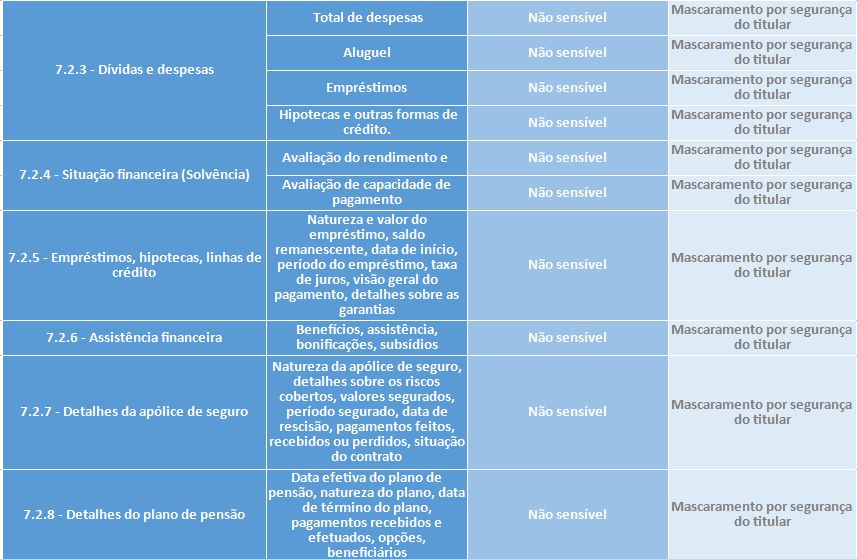 7.2.3 - Dívidas e despesas
Total de despesas
Não sensível
Mascaramento por segurança
do titular
Aluguel
Não sensível
Mascaramento por segurança
do titular
Empréstimos
Não sensível
Mascaramento por segurança
do titular
Hipotecas e outras formas de
crédito.
Não sensível
Mascaramento por segurança
do titular
7.2.4 - Situação financeira (Solvência)
Avaliação do rendimento e
Não sensível
Mascaramento por segurança
do titular
Avaliação de capacidade de
pagamento
Não sensível
Mascaramento por segurança
do titular
7.2.5 - Empréstimos, hipotecas, linhas de
crédito
Natureza e valor do
empréstimo, saldo
remanescente, data de início,
período do empréstimo, taxa
de juros, visão geral do
pagamento, detalhes sobre as
garantias
Não sensível
Mascaramento por segurança
do titular
7.2.6 - Assistência financeira
Benefícios, assistência,
bonificações, subsídios
Não sensível
Mascaramento por segurança
do titular
7.2.7 - Detalhes da apólice de seguro
Natureza da apólice de seguro,
detalhes sobre os riscos
cobertos, valores segurados,
período segurado, data de
rescisão, pagamentos feitos,
recebidos ou perdidos, situação
do contrato
Não sensível
Mascaramento por segurança
do titular
7.2.8 - Detalhes do plano de pensão
Data efetiva do plano de
pensão, natureza do plano, data
de término do plano,
pagamentos recebidos e
efetuados, opções,
beneficiários
Não sensível
Mascaramento por segurança
do titular